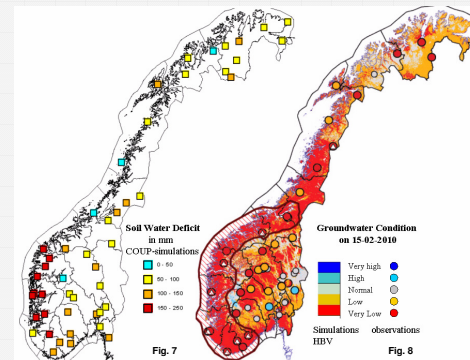 Soil Water Deficit
in mm
COUP-simulations
0 - 50
50 - 100
100 - 150
150 - 250
Fig. 7
Groundwater Condition
on 15-02-2010
Very high
High
Normal
Low
Very Low
Simulations observations
HBV
Fig. 8